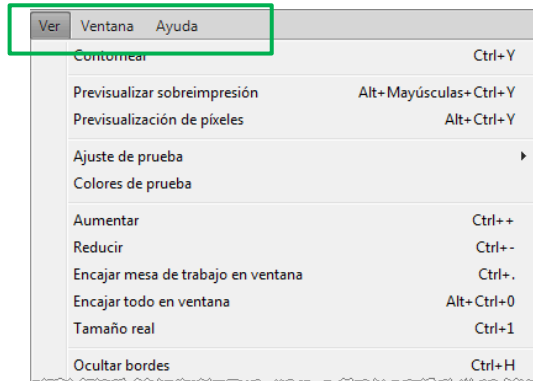 Ver Ventana Ayuda
Contornear Ctrl+Y
Previsualizar sobreimpresión Alt+Mayúsculas+Ctrl+Y
Previsualización de píxeles Alt+Ctrl+Y
Ajuste de prueba
Colores de prueba
Aumentar Ctrl++
Reducir Ctrl+-
Encajar mesa de trabajo en ventana Ctrl+.
Encajar todo en ventana Alt+Ctrl+0
Tamaño real Ctrl+1
Ocultar bordes Ctrl+H